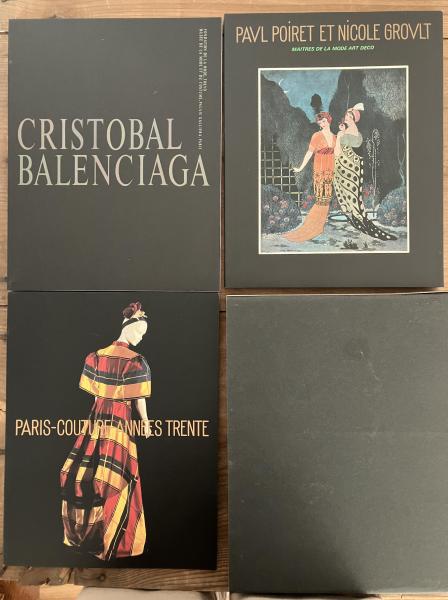 CRISTOBAL
BALENCIAGA
PAVL POIRET ET NICOLE GROVLT
MAITRES DE LA MODE ART DECO
PARIS-COUTURE-ANNÉES TRENTE